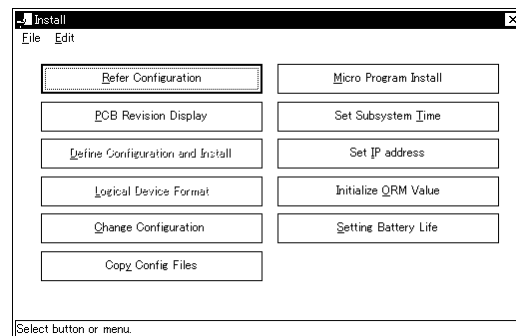 Install
File Edit
Refer Configuration
Micro Program Install
PCB Revision Display
Set Subsystem Time
Define Configuration and Install
Set IP address
Logical Device Format
Initialize ORM Value
Change Configuration
Setting Battery Life
Copy Config Files
Select button or menu.